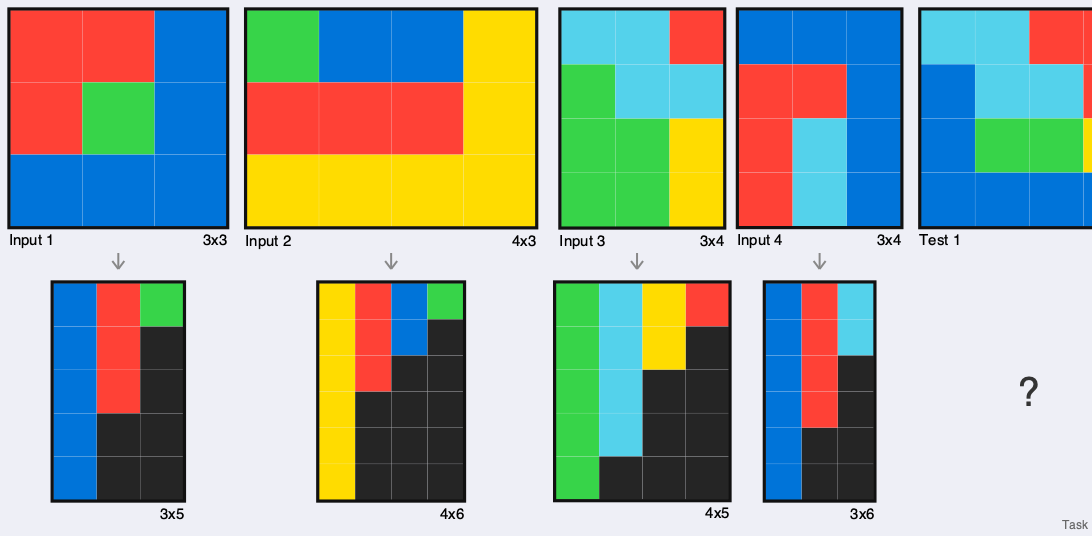 Input 1 3x3
Input 2 4x3
Input 3 3x4
Input 4 3x4
Test 1
3x5
4x6
4x5
3x6
?
Task